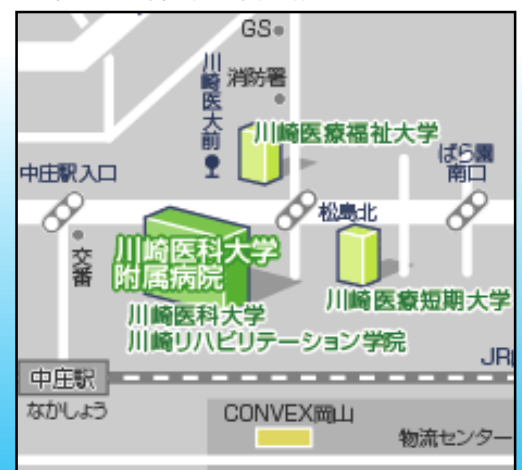 GS
川崎医大前
消防署
川崎医療福祉大学
ばら園
南口
中庄駅入口
松島北
交番
川崎医科大学
附属病院
川崎医療短期大学
川崎医科大学
川崎リハビリテーション学院
JR
中庄駅
なかしょう
CONVEX岡山
物流センター